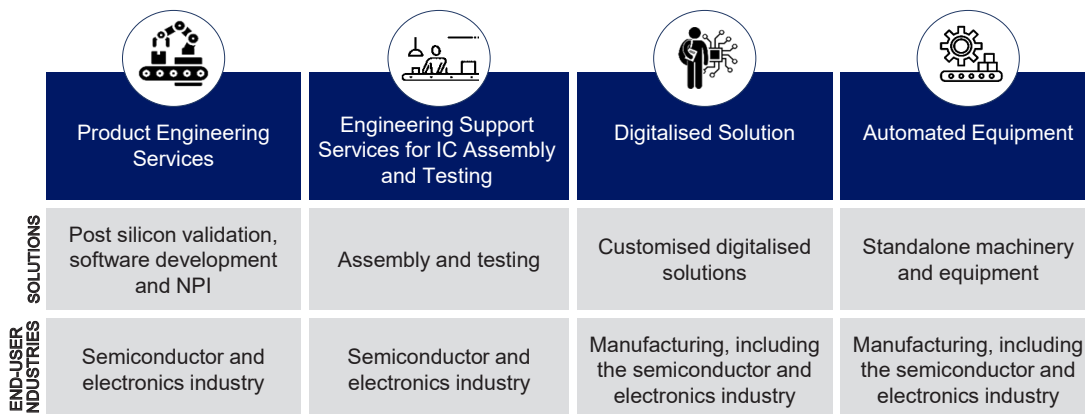 Product Engineering
Services
Engineering Support
Services for IC Assembly
and Testing
Digitalised Solution
Automated Equipment
SOLUTIONS
Post silicon validation,
software development
and NPI
Assembly and testing
Customised digitalised
solutions
Standalone machinery
and equipment
END-USER
NDUSTRIES
Semiconductor and
electronics industry
Semiconductor and
electronics industry
Manufacturing, including
the semiconductor and
electronics industry
Manufacturing, including
the semiconductor and
electronics industry